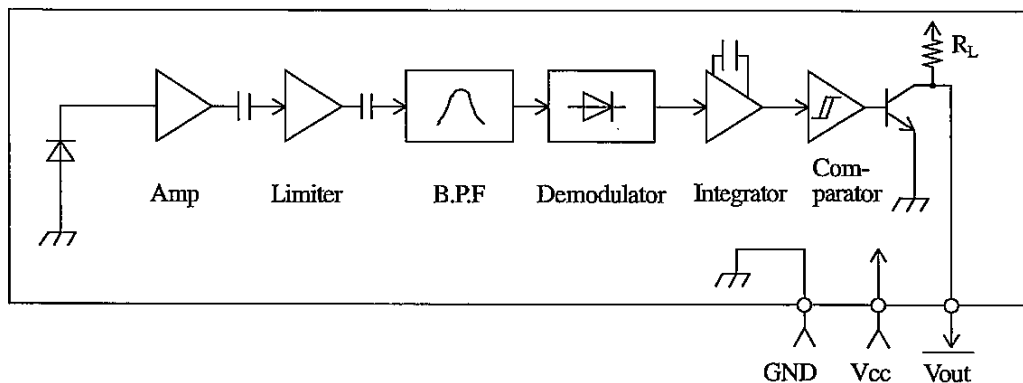 R_L
Amp
Limiter
B.P.F
Demodulator
Integrator
Com-
parator
GND
Vcc
Vout